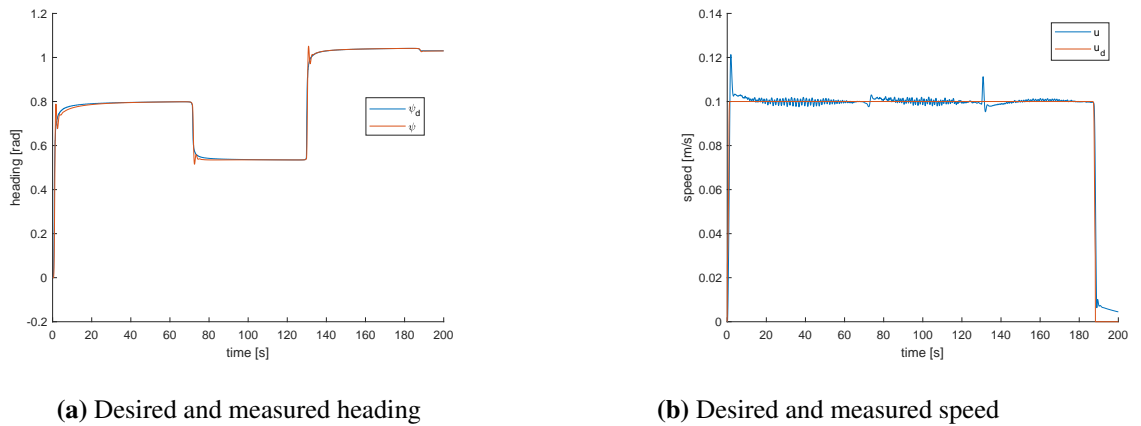 1.2
1
0.8
0.6
0.4
0.2
0
-0.2
heading [rad]
0 20 40 60 80 100 120 140 160 180 200
time [s]
ψd
ψ
0.14
0.12
0.1
0.08
0.06
0.04
0.02
0
speed [m/s]
0 20 40 60 80 100 120 140 160 180 200
time [s]
u
u_d
(a) Desired and measured heading
(b) Desired and measured speed